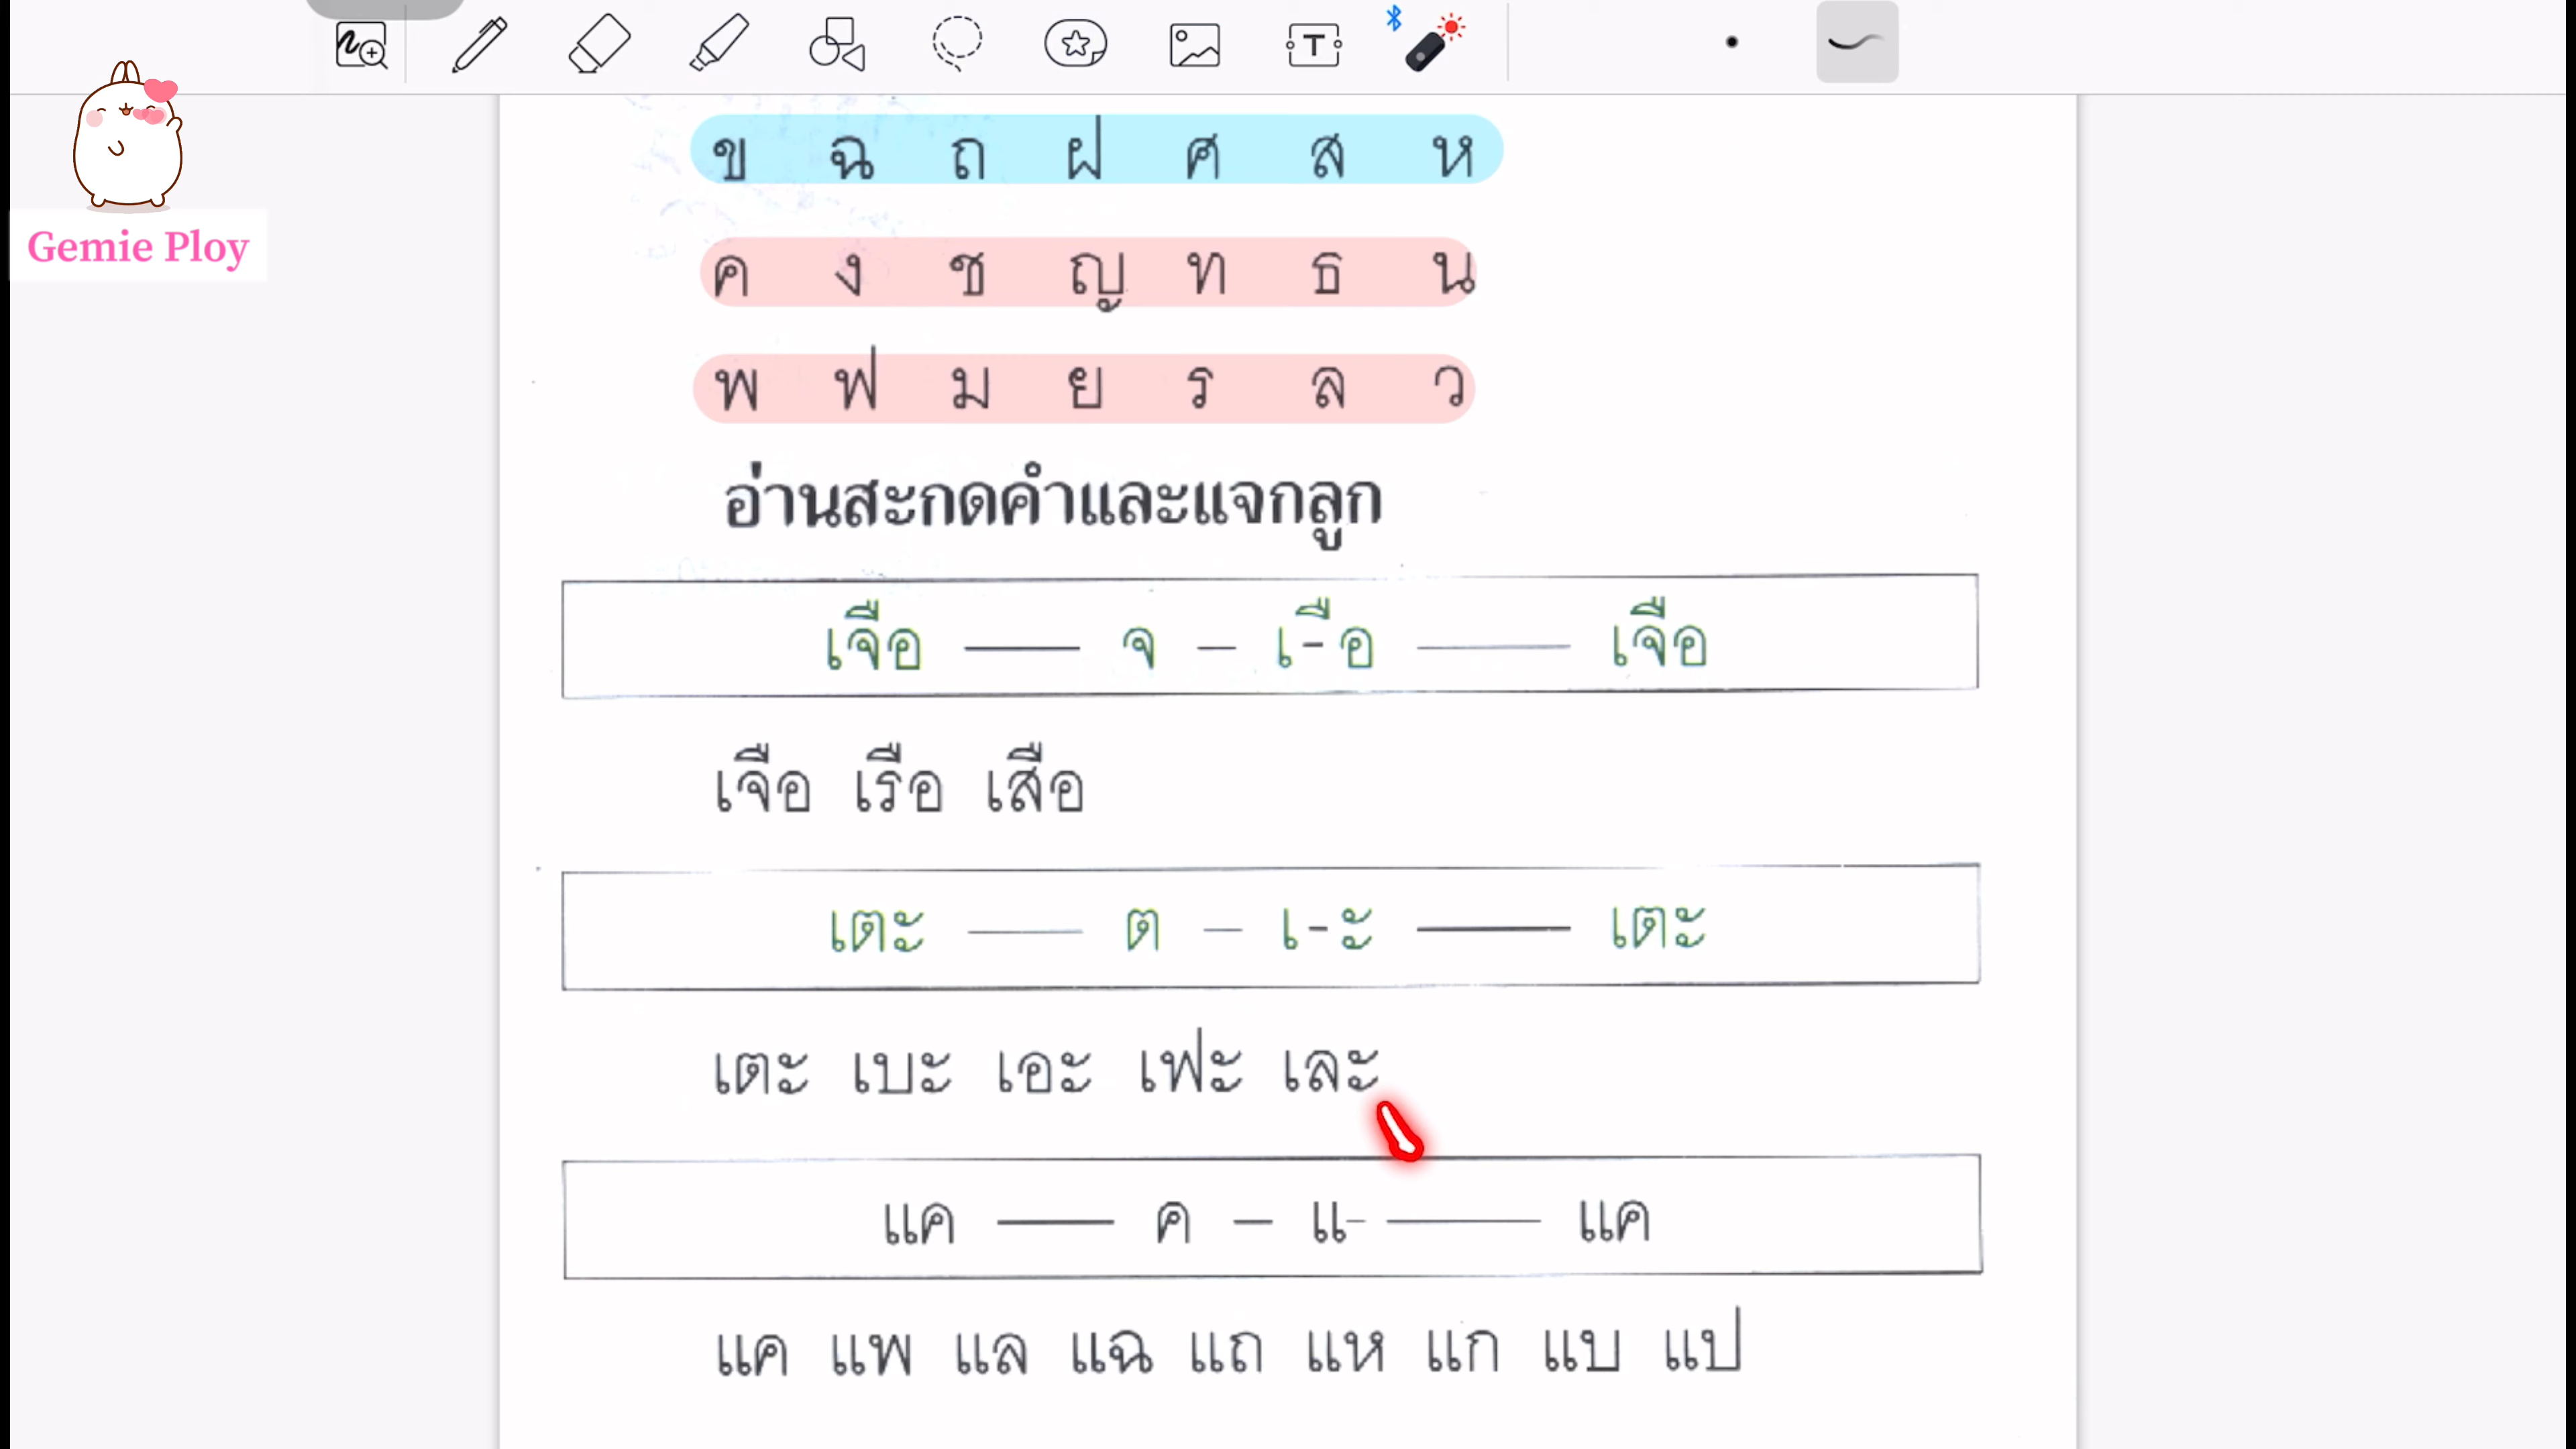 Gemie Ploy
ข ฉ ถ ฝ ศ ส ห
ค ง ช ญ ท ธ น
พ ฟ ม ย ร ล ว
อ่านสะกดคำและแจกลูก
เจือ — จ – เ-ือ — เจือ
เจือ เรือ เสือ
เตะ — ต – เ-ะ — เตะ
เตะ เบะ เอะ เฟะ เละ
แค — ค – แ- — แค
แค แพ แล แฉ แถ แห แก แบ แป